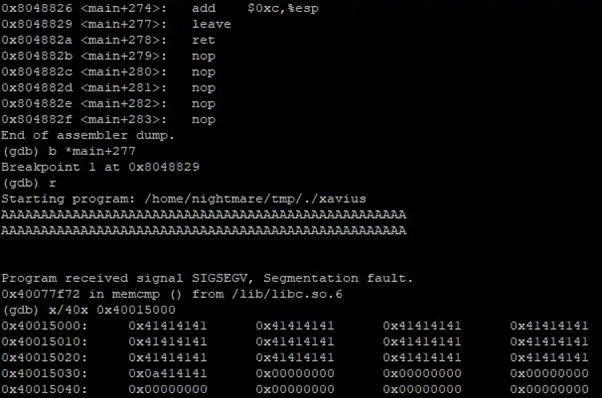 0x8048826 <main+274>:   add    $0xc,%esp
0x8048829 <main+277>:   leave
0x804882a <main+278>:   ret
0x804882b <main+279>:   nop
0x804882c <main+280>:   nop
0x804882d <main+281>:   nop
0x804882e <main+282>:   nop
0x804882f <main+283>:   nop
End of assembler dump.
(gdb) b *main+277
Breakpoint 1 at 0x8048829
(gdb) r
Starting program: /home/nightmare/tmp/./xavius
AAAAAAAAAAAAAAAAAAAAAAAAAAAAAAAAAAAAAAAAAAAAAAAAAAA
AAAAAAAAAAAAAAAAAAAAAAAAAAAAAAAAAAAAAAAAAAAAAAAAAAA
Program received signal SIGSEGV, Segmentation fault.
0x40077f72 in memcmp () from /lib/libc.so.6
(gdb) x/40x 0x40015000
0x40015000:     0x41414141      0x41414141      0x41414141      0x41414141
0x40015010:     0x41414141      0x41414141      0x41414141      0x41414141
0x40015020:     0x41414141      0x41414141      0x41414141      0x41414141
0x40015030:     0x0a414141      0x00000000      0x00000000      0x00000000
0x40015040:     0x00000000      0x00000000      0x00000000      0x00000000